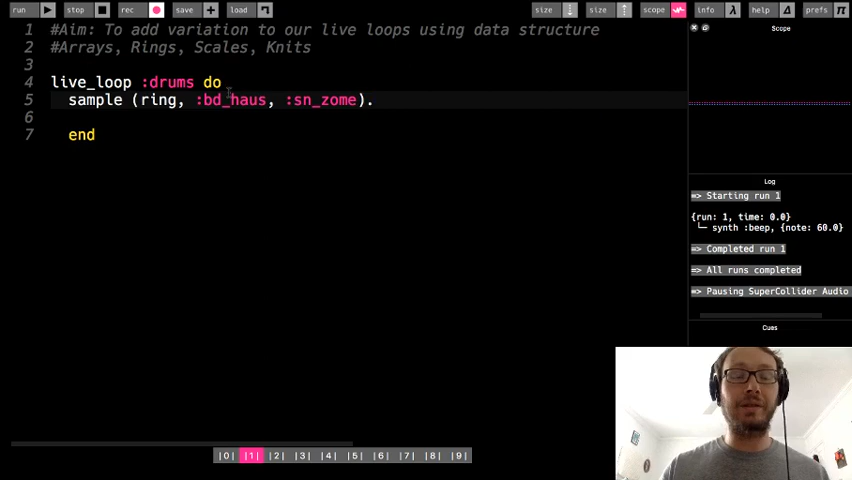 run stop rec save load size size scope info help prefs
1 #Aim: To add variation to our live loops using data structure
2 #Arrays, Rings, Scales, Knits
3
4 live_loop :drums do
5 sample (ring, :bd_haus, :sn_zome).
6
7 end
Scope
Log
=> Starting run 1
{run: 1, time: 0.0}
└─ synth :beep, {note: 60.0}
=> Completed run 1
=> All runs completed
=> Pausing SuperCollider Audio
Cues
|0| |1| |2| |3| |4| |5| |6| |7| |8| |9|